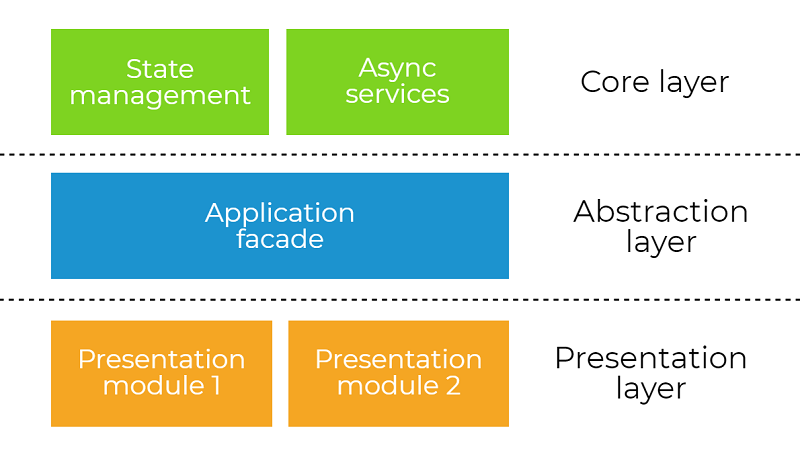 State
management
Async
services
Core layer
Application
facade
Abstraction
layer
Presentation
module 1
Presentation
module 2
Presentation
layer